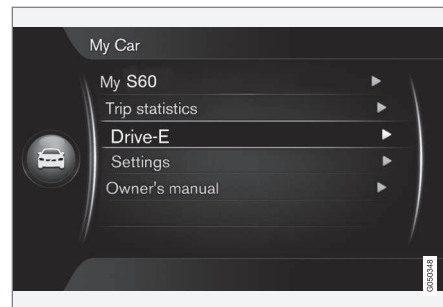 My Car
My S60
Trip statistics
Drive-E
Settings
Owner's manual
G050348